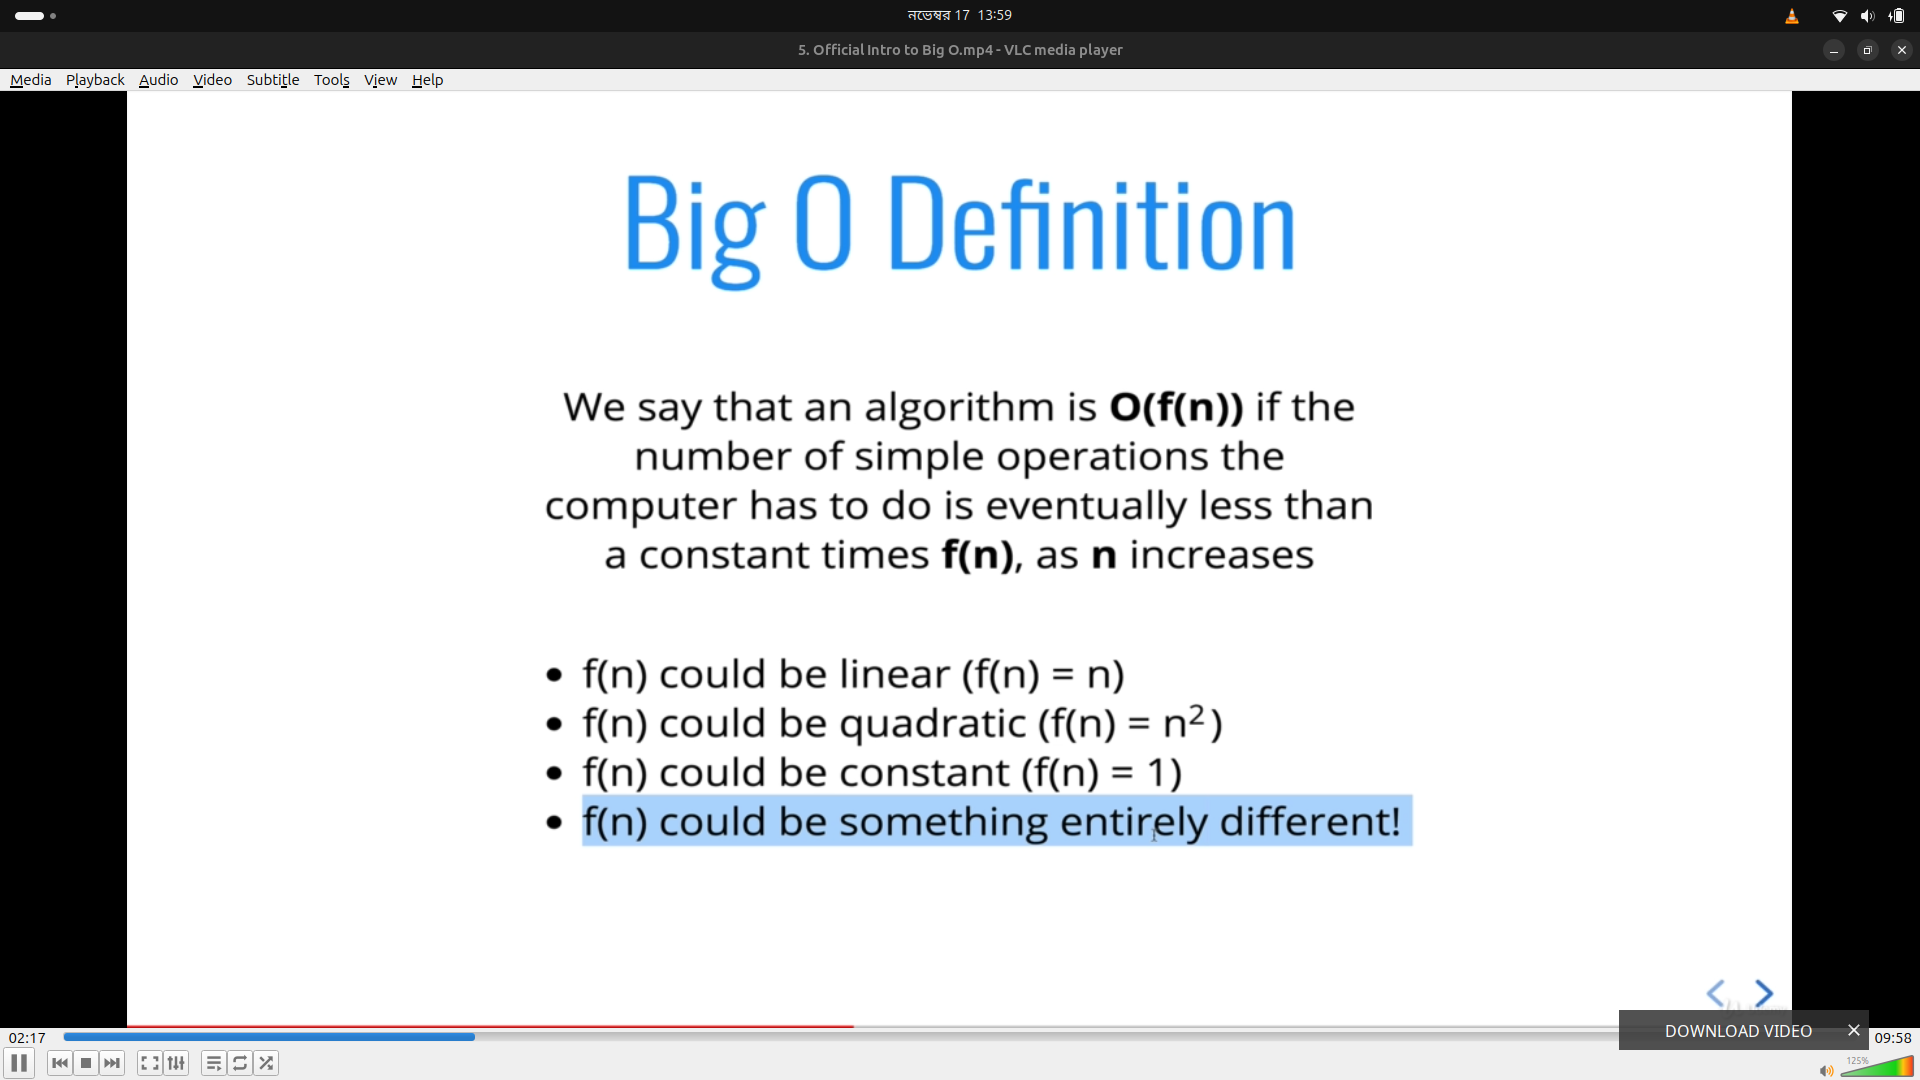 নভেম্বর 17 13:59
5. Official Intro to Big O.mp4 - VLC media player
Media Playback Audio Video Subtitle Tools View Help
Big O Definition
We say that an algorithm is O(f(n)) if the
number of simple operations the
computer has to do is eventually less than
a constant times f(n), as n increases
• f(n) could be linear (f(n) = n)
• f(n) could be quadratic (f(n) = n²)
• f(n) could be constant (f(n) = 1)
• f(n) could be something entirely different!
DOWNLOAD VIDEO
02:17
09:58
125%